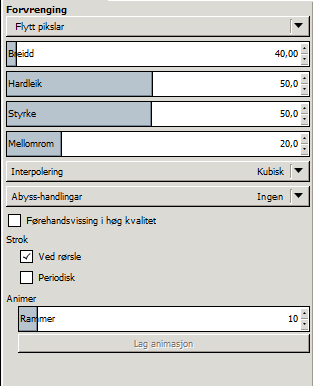 Forvrenging
Flytt pikslar
Breidd 40,00
Hardleik 50,0
Styrke 50,0
Mellomrom 20,0
Interpolering Kubisk
Abyss-handlingar Ingen
Førehandsvissing i høg kvalitet
Strok
Ved rørsle
Periodisk
Animer
Rammer 10
Lag animasjon